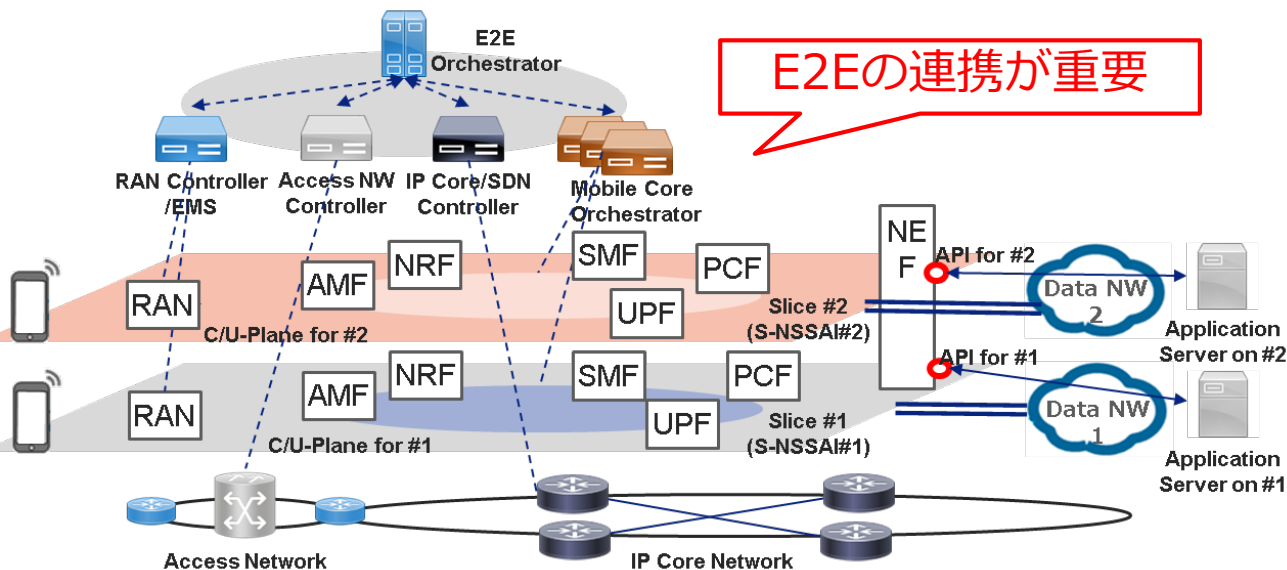 E2E
Orchestrator
E2Eの連携が重要
RAN Controller
/EMS
Access NW
Controller
IP Core/SDN
Controller
Mobile Core
Orchestrator
NE
F
API for #2
SMF
NRF
PCF
AMF
RAN
UPF
Slice #2
(S-NSSAI#2)
C/U-Plane for #2
Data NW
2
Application
Server on #2
API for #1
NRF
SMF
PCF
AMF
RAN
UPF
Slice #1
(S-NSSAI#1)
C/U-Plane for #1
Data NW
1
Application
Server on #1
Access Network
IP Core Network